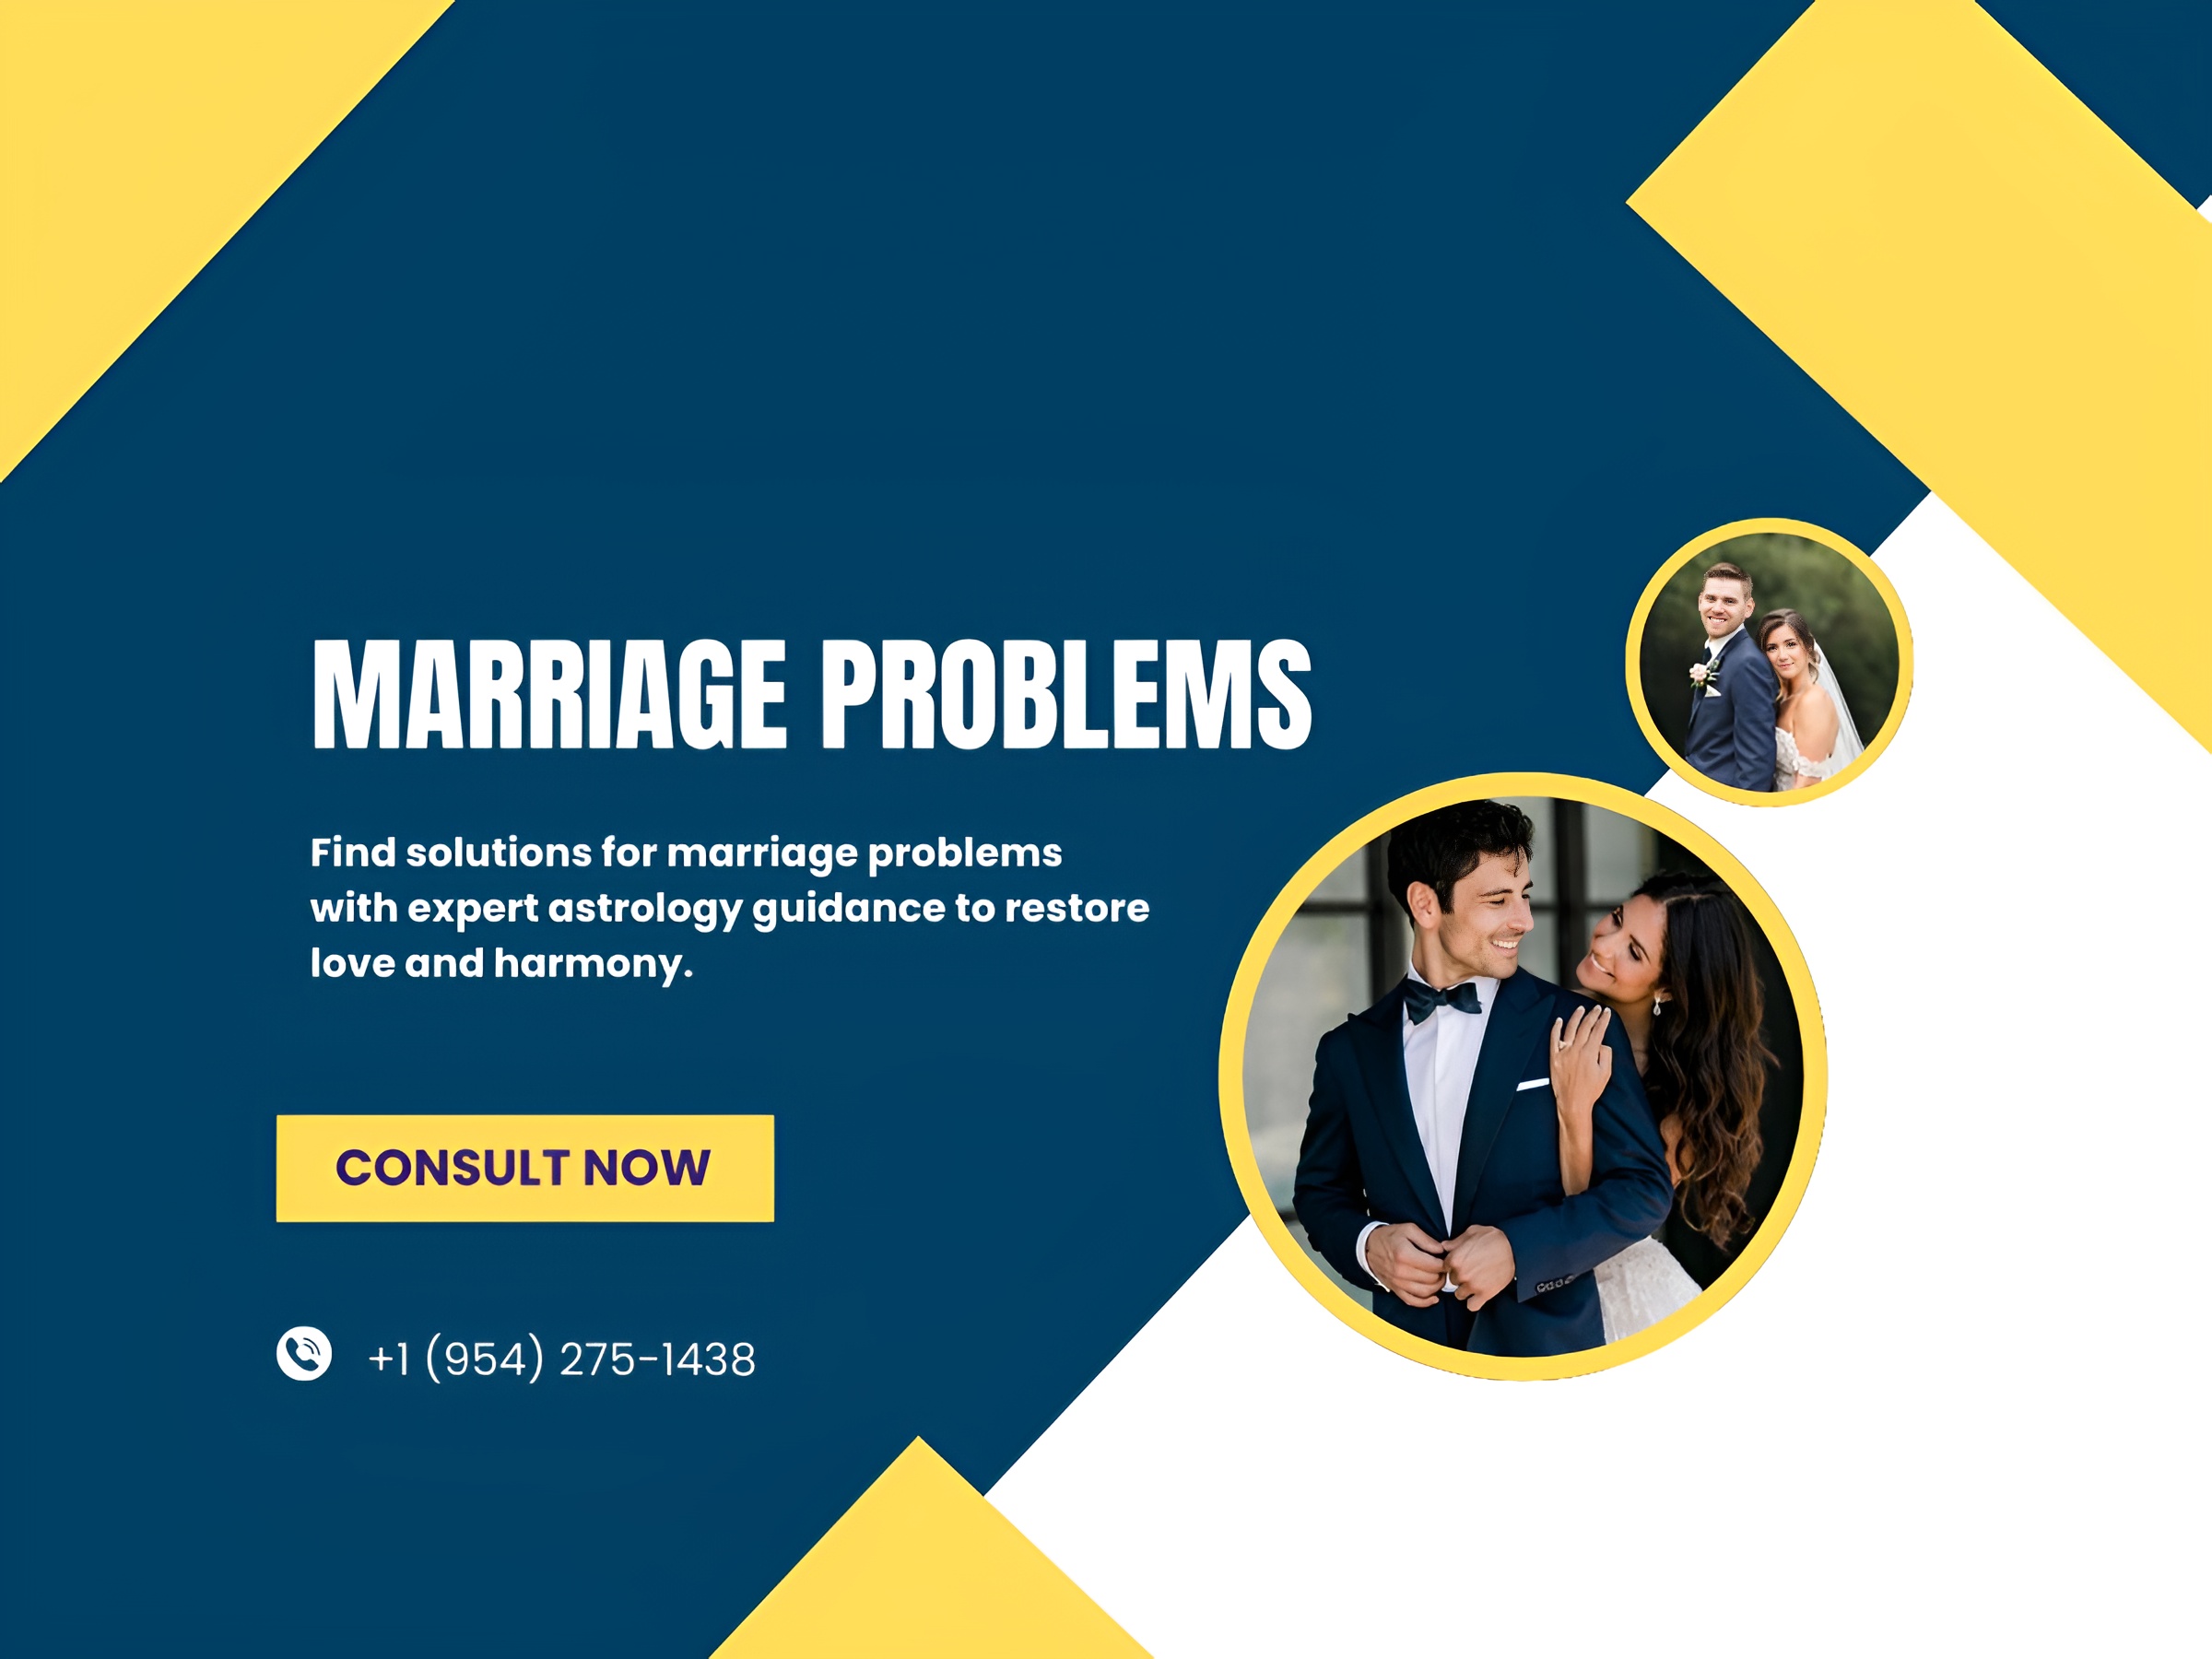 MARRIAGE PROBLEMS
Find solutions for marriage problems
with expert astrology guidance to restore
love and harmony.
CONSULT NOW
+1 (954) 275-1438